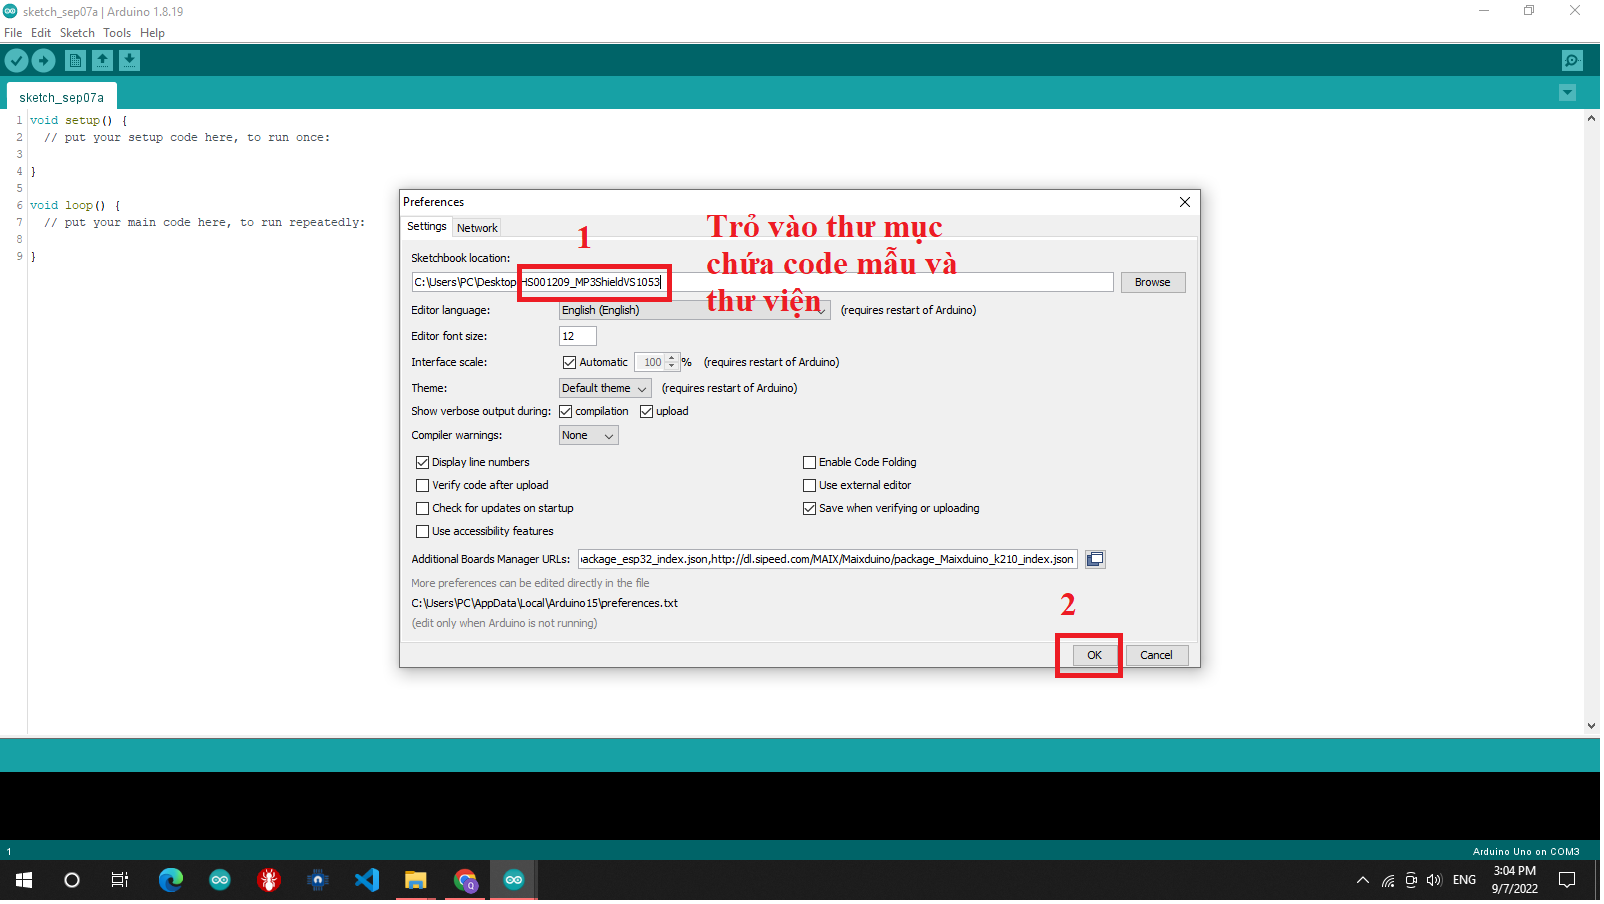 sketch_sep07a | Arduino 1.8.19
File Edit Sketch Tools Help
sketch_sep07a
1 void setup() {
2 // put your setup code here, to run once:
3
4 }
5
6 void loop() {
7 // put your main code here, to run repeatedly:
8
9 }
Preferences
Settings Network
1
Trỏ vào thư mục
chứa code mẫu và
thư viện
Sketchbook location:
C:\Users\PC\Desktop\HS001209_MP3ShieldVS1053 Browse
Editor language: English (English) (requires restart of Arduino)
Editor font size: 12
Interface scale: Automatic 100 % (requires restart of Arduino)
Theme: Default theme (requires restart of Arduino)
Show verbose output during: compilation upload
Compiler warnings: None
Display line numbers Enable Code Folding
Verify code after upload Use external editor
Check for updates on startup Save when verifying or uploading
Use accessibility features
Additional Boards Manager URLs: package_esp32_index.json,http://dl.sipeed.com/MAIX/Maixduino/package_Maixduino_k210_index.json
More preferences can be edited directly in the file
C:\Users\PC\AppData\Local\Arduino15\preferences.txt
(edit only when Arduino is not running)
2
OK Cancel
1 Arduino Uno on COM3
Q ENG 3:04 PM
9/7/2022